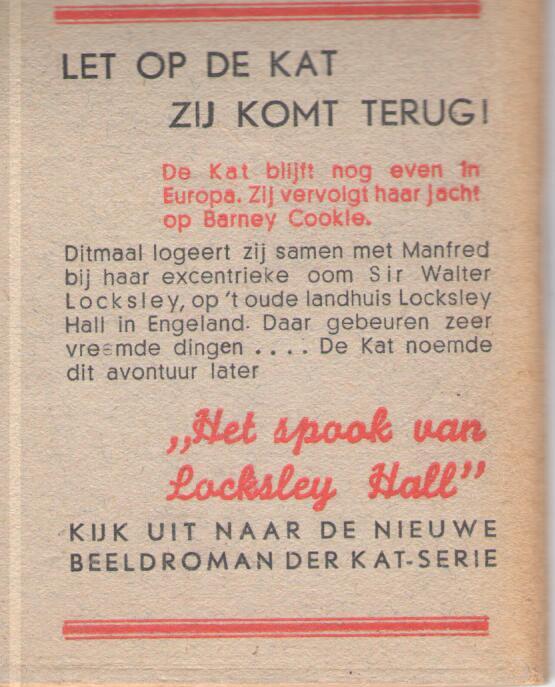 LET OP DE KAT
ZIJ KOMT TERUG!
De Kat blijft nog even in
Europa. Zij vervolgt haar jacht
op Barney Cookie.
Ditmaal logeert zij samen met Manfred
bij haar excentrieke oom Sir Walter
Locksley, op 't oude landhuis Locksley
Hall in Engeland. Daar gebeuren zeer
vreemde dingen .... De Kat noemde
dit avontuur later
„Het spook van
Locksley Hall”
KIJK UIT NAAR DE NIEUWE
BEELDROMAN DER KAT-SERIE